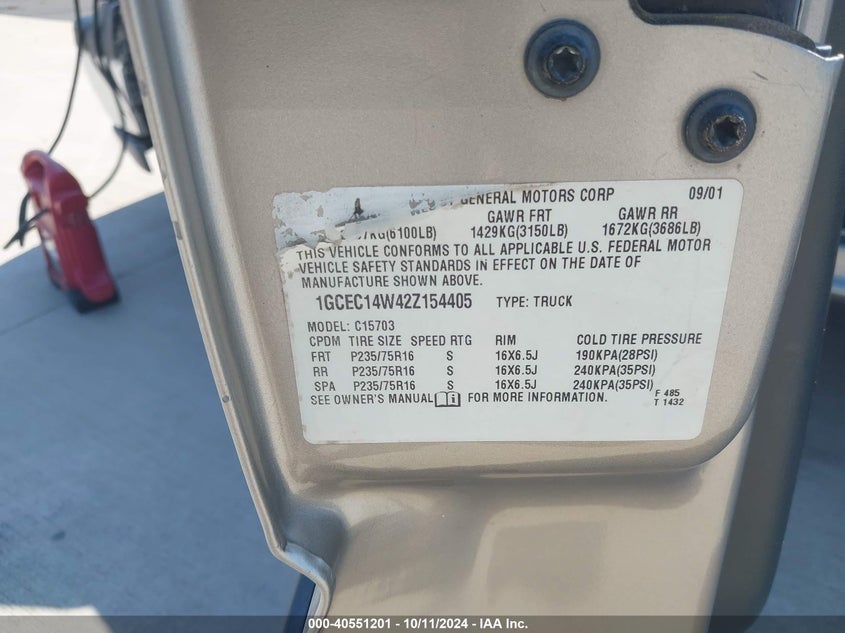 GENERAL MOTORS CORP 09/01
GAWR FRT GAWR RR
7KG(6100LB) 1429KG(3150LB) 1672KG(3686LB)
THIS VEHICLE CONFORMS TO ALL APPLICABLE U.S. FEDERAL MOTOR
VEHICLE SAFETY STANDARDS IN EFFECT ON THE DATE OF
MANUFACTURE SHOWN ABOVE.
1GCEC14W42Z154405 TYPE: TRUCK
MODEL: C15703
CPDM TIRE SIZE SPEED RTG RIM COLD TIRE PRESSURE
FRT P235/75R16 S 16X6.5J 190KPA(28PSI)
RR P235/75R16 S 16X6.5J 240KPA(35PSI)
SPA P235/75R16 S 16X6.5J 240KPA(35PSI)
SEE OWNER'S MANUAL FOR MORE INFORMATION.
F 485
T 1432
000-40551201 - 10/11/2024 - IAA Inc.